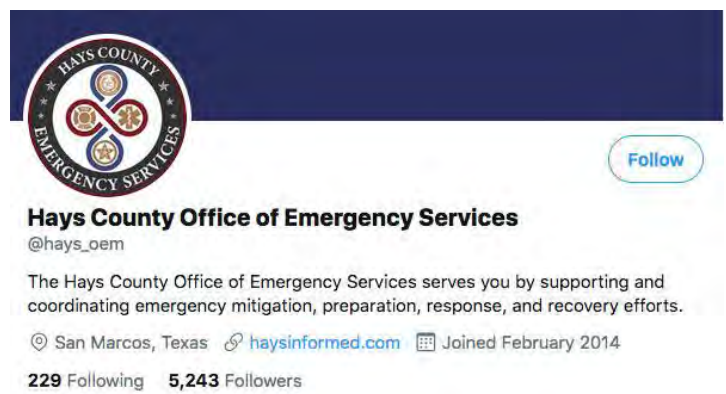 HAYS COUNTY
EMERGENCY SERVICES
Follow
Hays County Office of Emergency Services
@hays_oem
The Hays County Office of Emergency Services serves you by supporting and
coordinating emergency mitigation, preparation, response, and recovery efforts.
San Marcos, Texas haysinformed.com Joined February 2014
229 Following 5,243 Followers